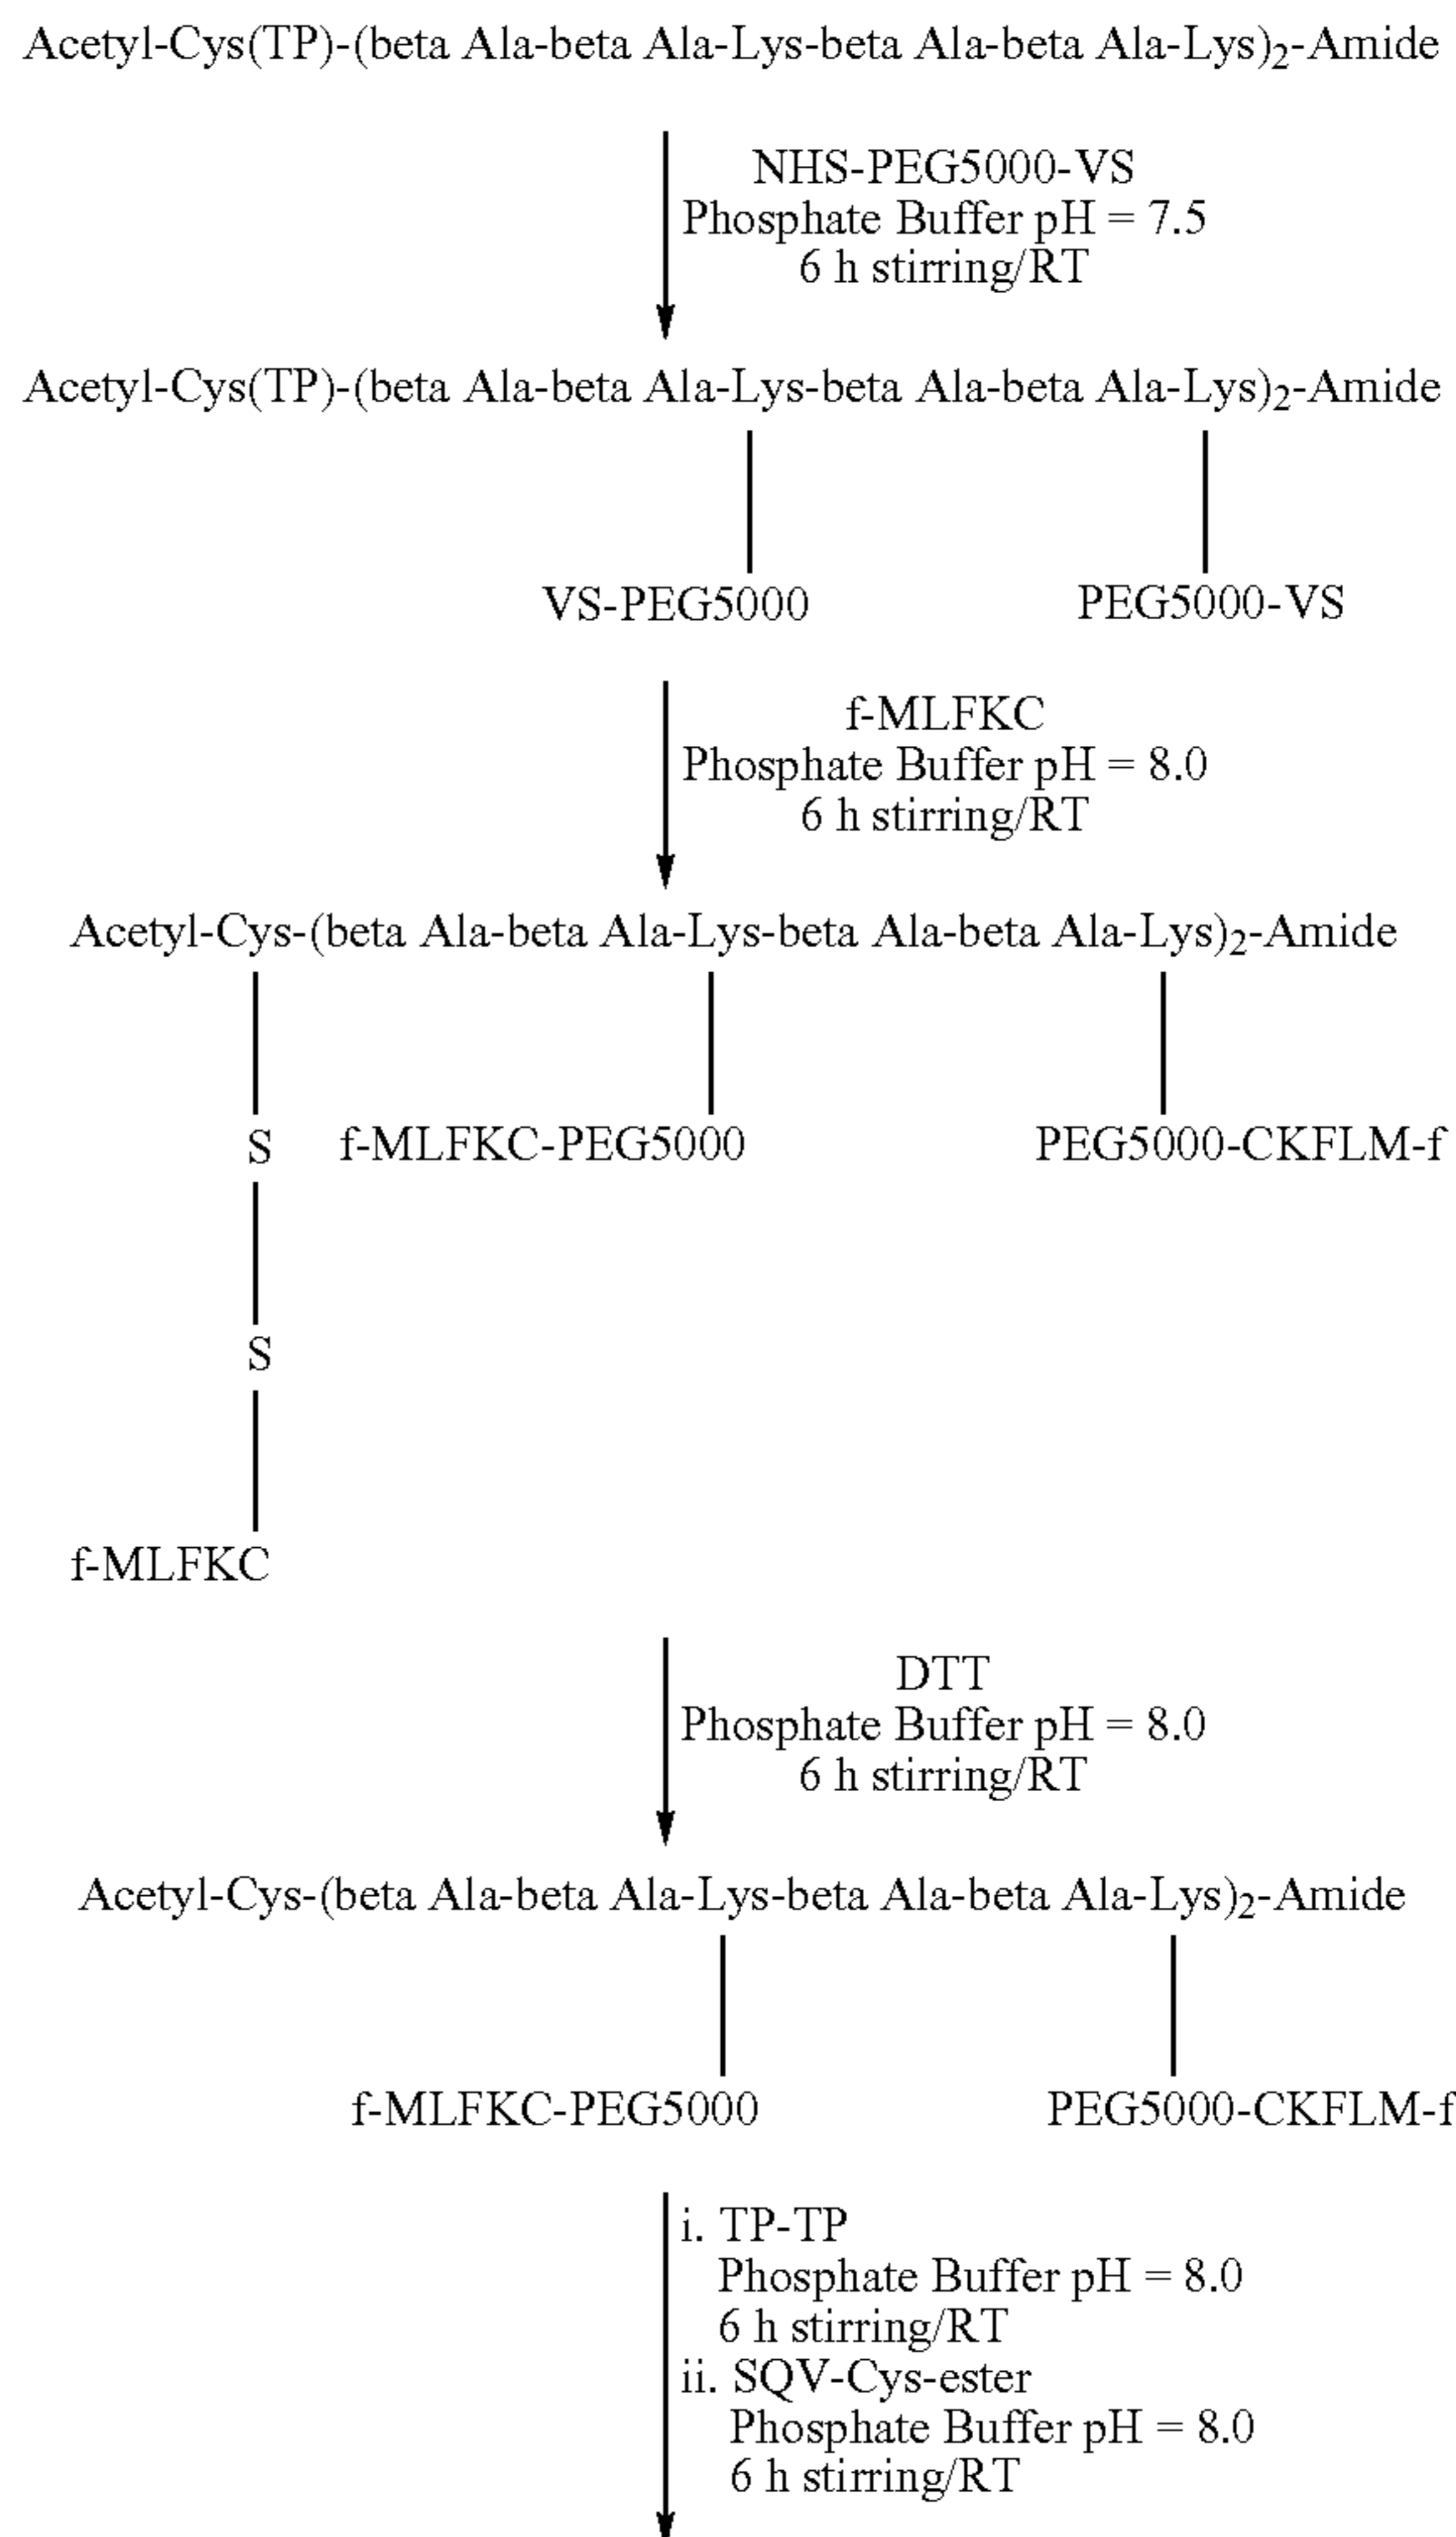 Acetyl-Cys(TP)-(beta Ala-beta Ala-Lys-beta Ala-beta Ala-Lys)₂-Amide
NHS-PEG5000-VS
Phosphate Buffer pH = 7.5
6 h stirring/RT
Acetyl-Cys(TP)-(beta Ala-beta Ala-Lys-beta Ala-beta Ala-Lys)₂-Amide
VS-PEG5000 PEG5000-VS
f-MLFKC
Phosphate Buffer pH = 8.0
6 h stirring/RT
Acetyl-Cys-(beta Ala-beta Ala-Lys-beta Ala-beta Ala-Lys)₂-Amide
S f-MLFKC-PEG5000 PEG5000-CKFLM-f
S
f-MLFKC
DTT
Phosphate Buffer pH = 8.0
6 h stirring/RT
Acetyl-Cys-(beta Ala-beta Ala-Lys-beta Ala-beta Ala-Lys)₂-Amide
f-MLFKC-PEG5000 PEG5000-CKFLM-f
i. TP-TP
Phosphate Buffer pH = 8.0
6 h stirring/RT
ii. SQV-Cys-ester
Phosphate Buffer pH = 8.0
6 h stirring/RT